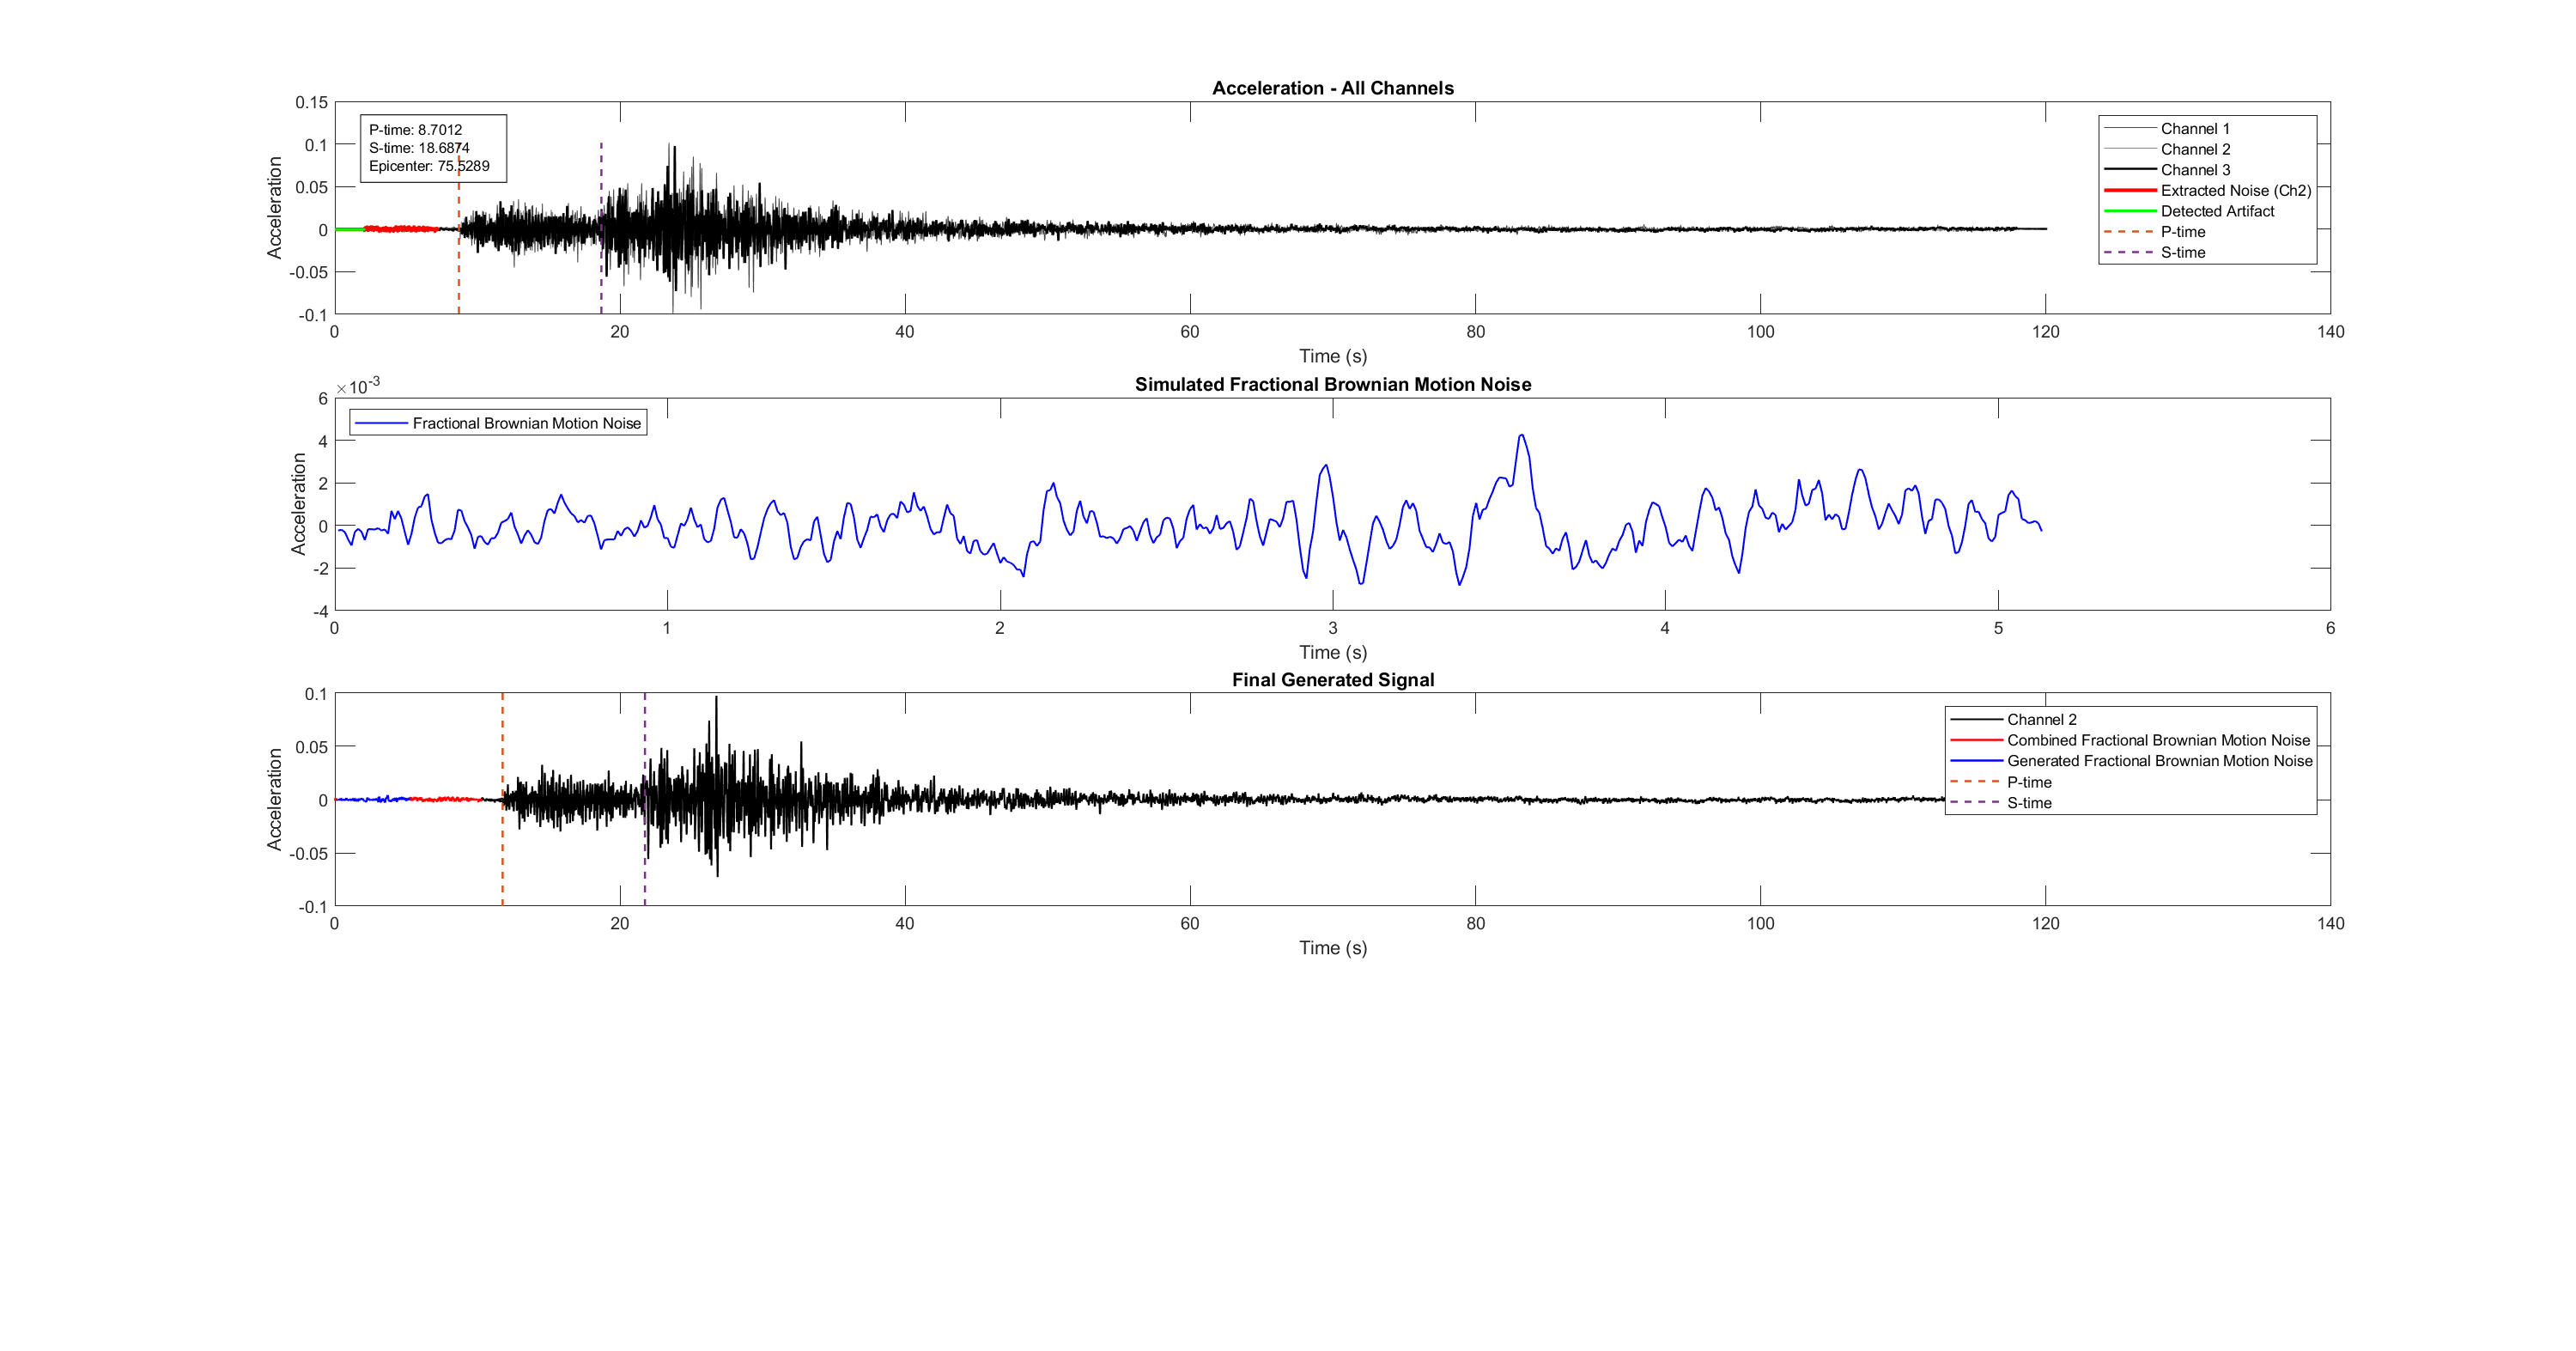 Acceleration - All Channels
0.15
0.1
0.05
0
-0.05
-0.1
Acceleration
P-time: 8.7012
S-time: 18.6874
Epicenter: 75.5289
Channel 1
Channel 2
Channel 3
Extracted Noise (Ch2)
Detected Artifact
P-time
S-time
0 20 40 60 80 100 120 140
Time (s)
Simulated Fractional Brownian Motion Noise
×10-3
6
4
2
0
-2
-4
Acceleration
Fractional Brownian Motion Noise
0 1 2 3 4 5 6
Time (s)
Final Generated Signal
0.1
0.05
0
-0.05
-0.1
Acceleration
Channel 2
Combined Fractional Brownian Motion Noise
Generated Fractional Brownian Motion Noise
P-time
S-time
0 20 40 60 80 100 120 140
Time (s)